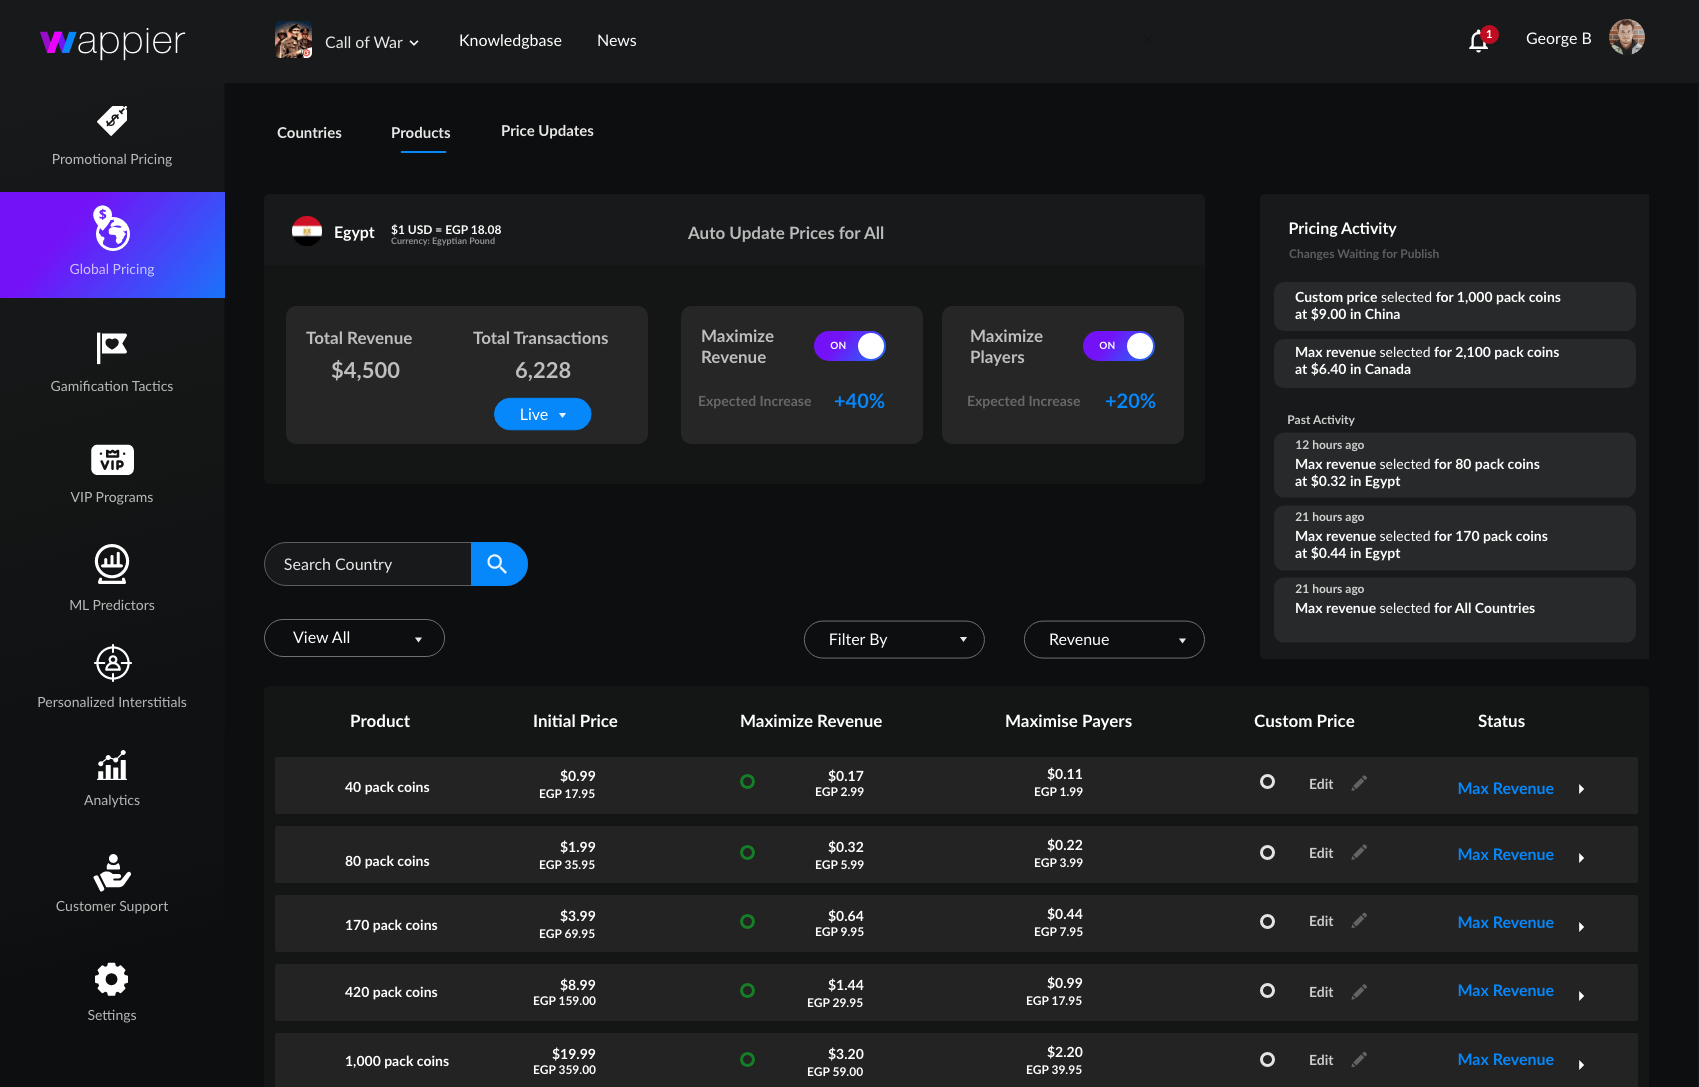 wappier
Call of War
Knowledgbase
News
1
George B
Promotional Pricing
$
Global Pricing
Gamification Tactics
VIP
VIP Programs
ML Predictors
Personalized Interstitials
Analytics
Customer Support
Settings
Countries
Products
Price Updates
Egypt
$1 USD = EGP 18.08
Currency: Egyptian Pound
Auto Update Prices for All
Total Revenue
$4,500
Total Transactions
6,228
Live
Maximize
Revenue
ON
Expected Increase
+40%
Maximize
Players
ON
Expected Increase
+20%
Pricing Activity
Changes Waiting for Publish
Custom price selected for 1,000 pack coins
at $9.00 in China
Max revenue selected for 2,100 pack coins
at $6.40 in Canada
Past Activity
12 hours ago
Max revenue selected for 80 pack coins
at $0.32 in Egypt
21 hours ago
Max revenue selected for 170 pack coins
at $0.44 in Egypt
21 hours ago
Max revenue selected for All Countries
Search Country
View All
Filter By
Revenue
Product Initial Price Maximize Revenue Maximise Payers Custom Price Status
40 pack coins $0.99 $0.17 $0.11 Edit Max Revenue
EGP 17.95 EGP 2.99 EGP 1.99
80 pack coins $1.99 $0.32 $0.22 Edit Max Revenue
EGP 35.95 EGP 5.99 EGP 3.99
170 pack coins $3.99 $0.64 $0.44 Edit Max Revenue
EGP 69.95 EGP 9.95 EGP 7.95
420 pack coins $8.99 $1.44 $0.99 Edit Max Revenue
EGP 159.00 EGP 29.95 EGP 17.95
1,000 pack coins $19.99 $3.20 $2.20 Edit Max Revenue
EGP 359.00 EGP 59.00 EGP 39.95